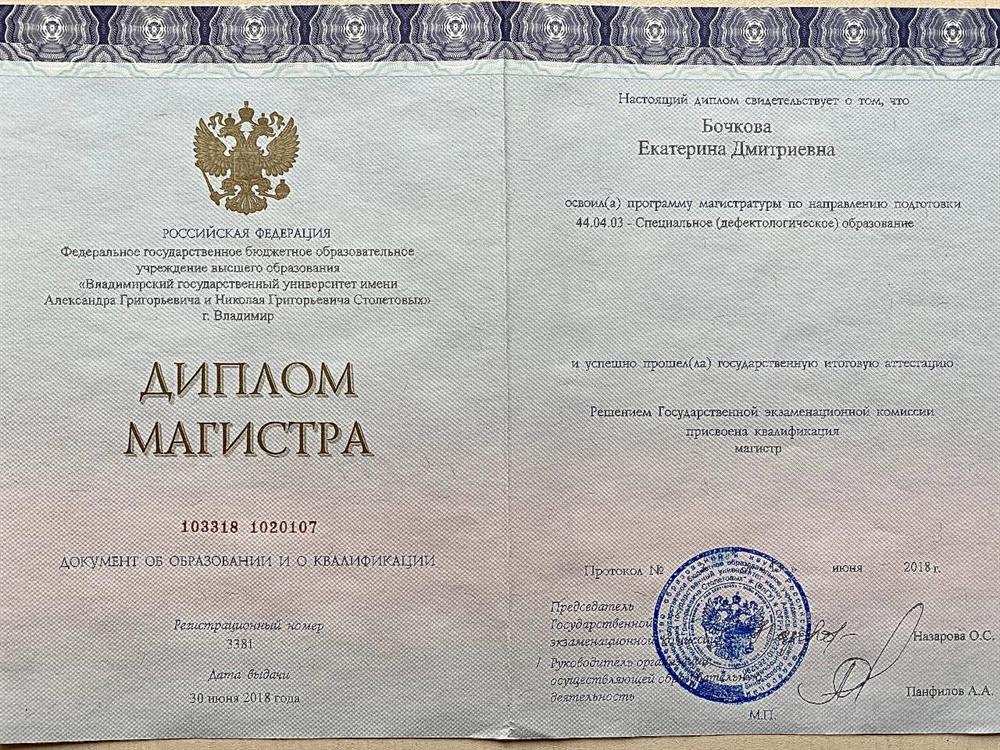 РОССИЙСКАЯ ФЕДЕРАЦИЯ
Федеральное государственное бюджетное образовательное
учреждение высшего образования
«Владимирский государственный университет имени
Александра Григорьевича и Николая Григорьевича Столетовых»
г. Владимир
ДИПЛОМ
МАГИСТРА
103318 1020107
ДОКУМЕНТ ОБ ОБРАЗОВАНИИ И О КВАЛИФИКАЦИИ
Регистрационный номер
3381
Дата выдачи
30 июня 2018 года
Настоящий диплом свидетельствует о том, что
Бочкова
Екатерина Дмитриевна
освоил(а) программу магистратуры по направлению подготовки
44.04.03 - Специальное (дефектологическое) образование
и успешно прошел(ла) государственную итоговую аттестацию
Решением Государственной экзаменационной комиссии
присвоена квалификация
магистр
Протокол № июня 2018 г.
Председатель
Государственной
экзаменационной комиссии Назарова О.С.
Руководитель организации,
осуществляющей образовательную Панфилов А.А.
деятельность
М.П.